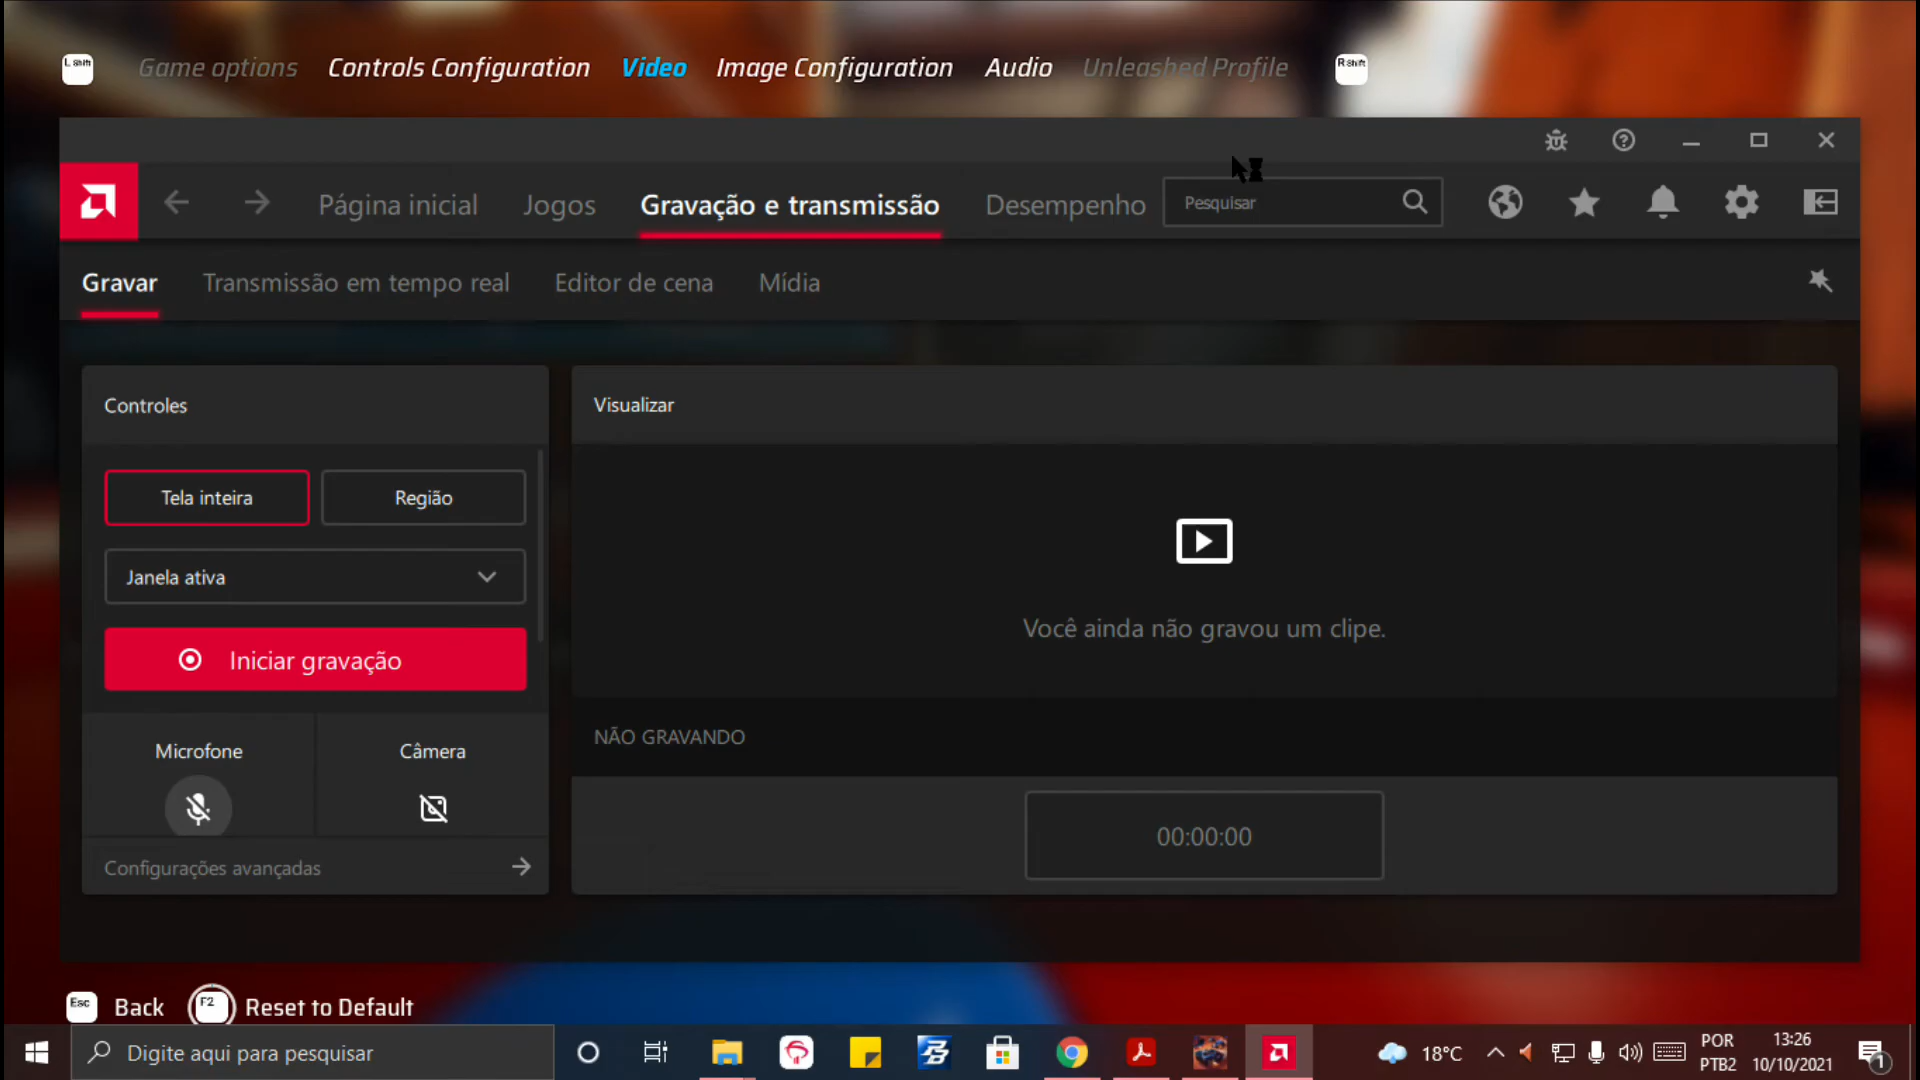 L Shift Game options Controls Configuration Video Image Configuration Audio Unleashed Profile R Shift
Página inicial Jogos Gravação e transmissão Desempenho Pesquisar
Gravar Transmissão em tempo real Editor de cena Mídia
Controles
Visualizar
Tela inteira Região
Janela ativa
Iniciar gravação
Você ainda não gravou um clipe.
NÃO GRAVANDO
Microfone Câmera
00:00:00
Configurações avançadas
Esc Back F2 Reset to Default
Digite aqui para pesquisar
18°C
POR
PTB2
13:26
10/10/2021
1